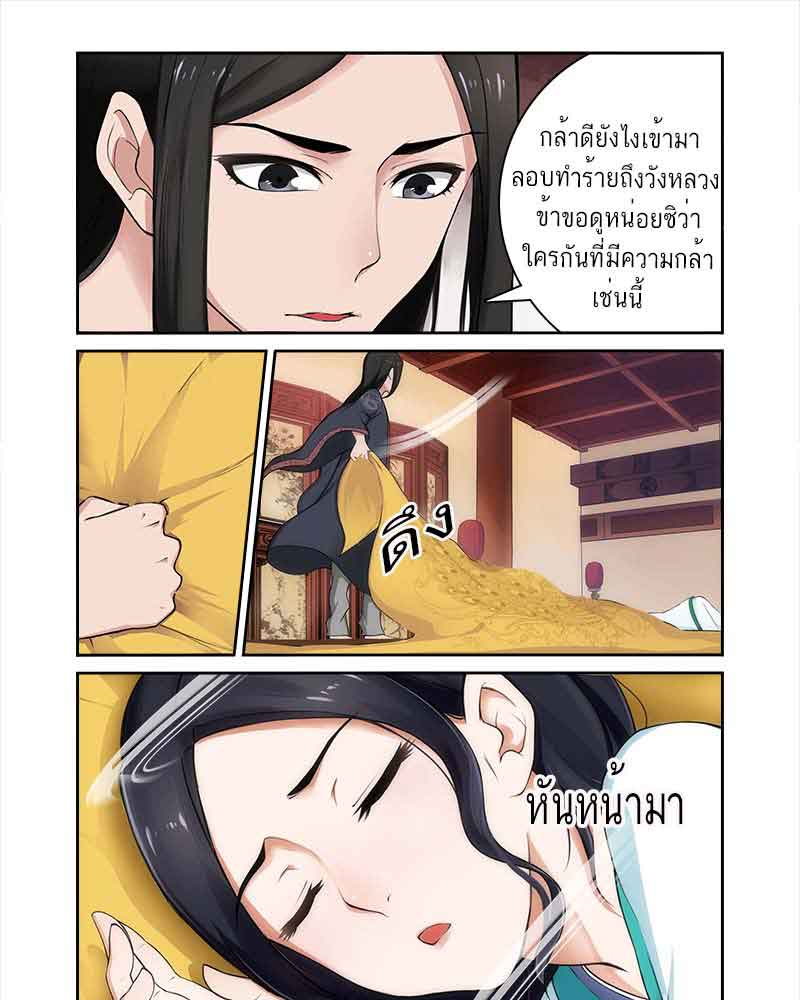 กล้าดียังไงเข้ามา
ลอบทำร้ายถึงวังหลวง
ข้าขอดูหน่อยซิว่า
ใครกันที่มีความกล้า
เช่นนี้
ดึง
หันหน้ามา